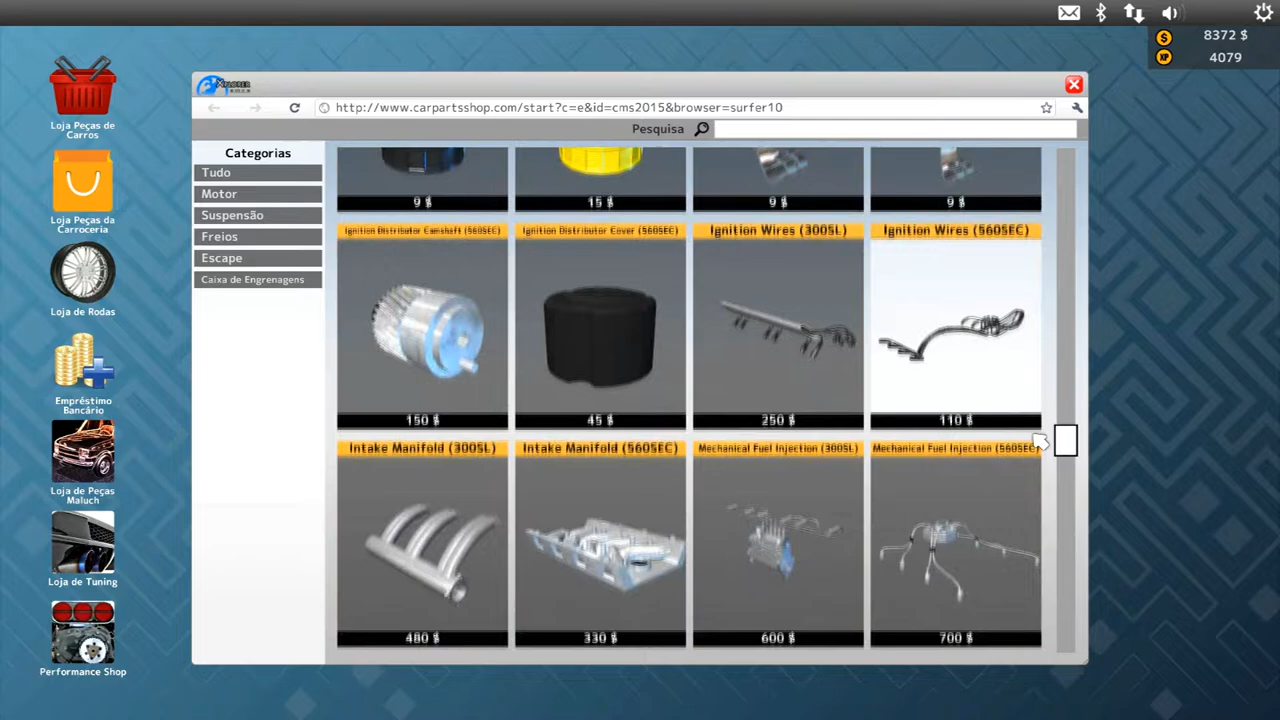 8372 $
4079
XPLORER
http://www.carpartsshop.com/start?c=e&id=cms2015&browser=surfer10
Pesquisa
Loja Peças de
Carros
Loja Peças da
Carroceria
Loja de Rodas
Empréstimo
Bancário
Loja de Peças
Maluch
Loja de Tuning
Performance Shop
Categorias
Tudo
Motor
Suspensão
Freios
Escape
Caixa de Engrenagens
9 $
15 $
9 $
9 $
Ignition Distributor Camshaft (560SEC)
Ignition Distributor Cover (560SEC)
Ignition Wires (300SL)
Ignition Wires (560SEC)
150 $
45 $
250 $
110 $
Intake Manifold (300SL)
Intake Manifold (560SEC)
Mechanical Fuel Injection (300SL)
Mechanical Fuel Injection (560SEC)
480 $
330 $
600 $
700 $